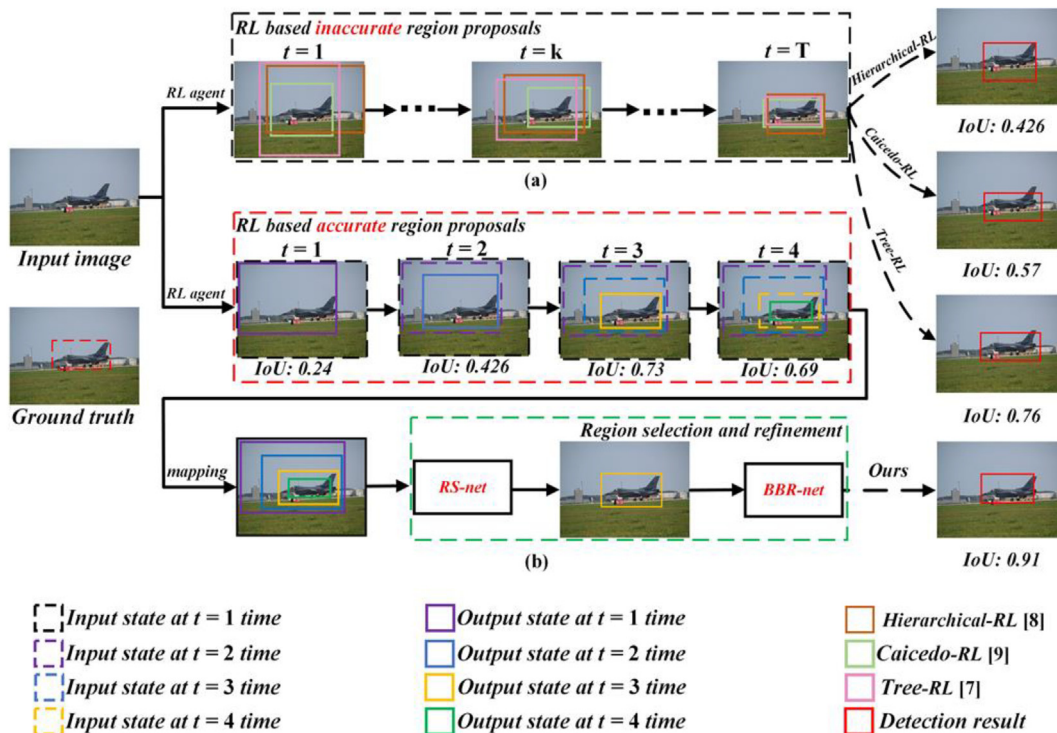 RL based inaccurate region proposals
t = 1
t = k
t = T
RL agent
Hierarchical-RL
IoU: 0.426
(a)
Caicedo-RL
IoU: 0.57
Tree-RL
IoU: 0.76
Input image
RL based accurate region proposals
t = 1
t = 2
t = 3
t = 4
RL agent
IoU: 0.24
IoU: 0.426
IoU: 0.73
IoU: 0.69
Ground truth
Region selection and refinement
mapping
RS-net
BBR-net
Ours
(b)
IoU: 0.91
Input state at t = 1 time
Input state at t = 2 time
Input state at t = 3 time
Input state at t = 4 time
Output state at t = 1 time
Output state at t = 2 time
Output state at t = 3 time
Output state at t = 4 time
Hierarchical-RL [8]
Caicedo-RL [9]
Tree-RL [7]
Detection result